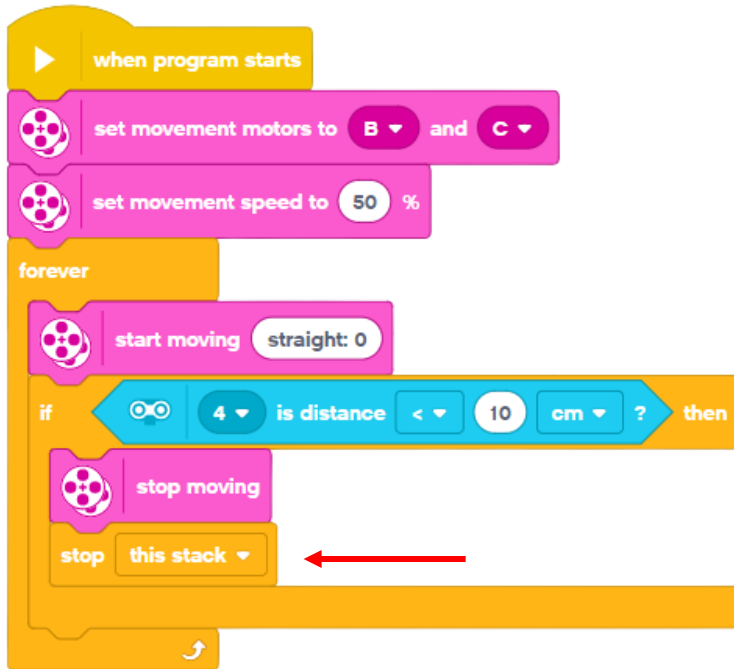 when program starts
set movement motors to B and C
set movement speed to 50 %
forever
start moving straight: 0
if 4 is distance < 10 cm ? then
stop moving
stop this stack